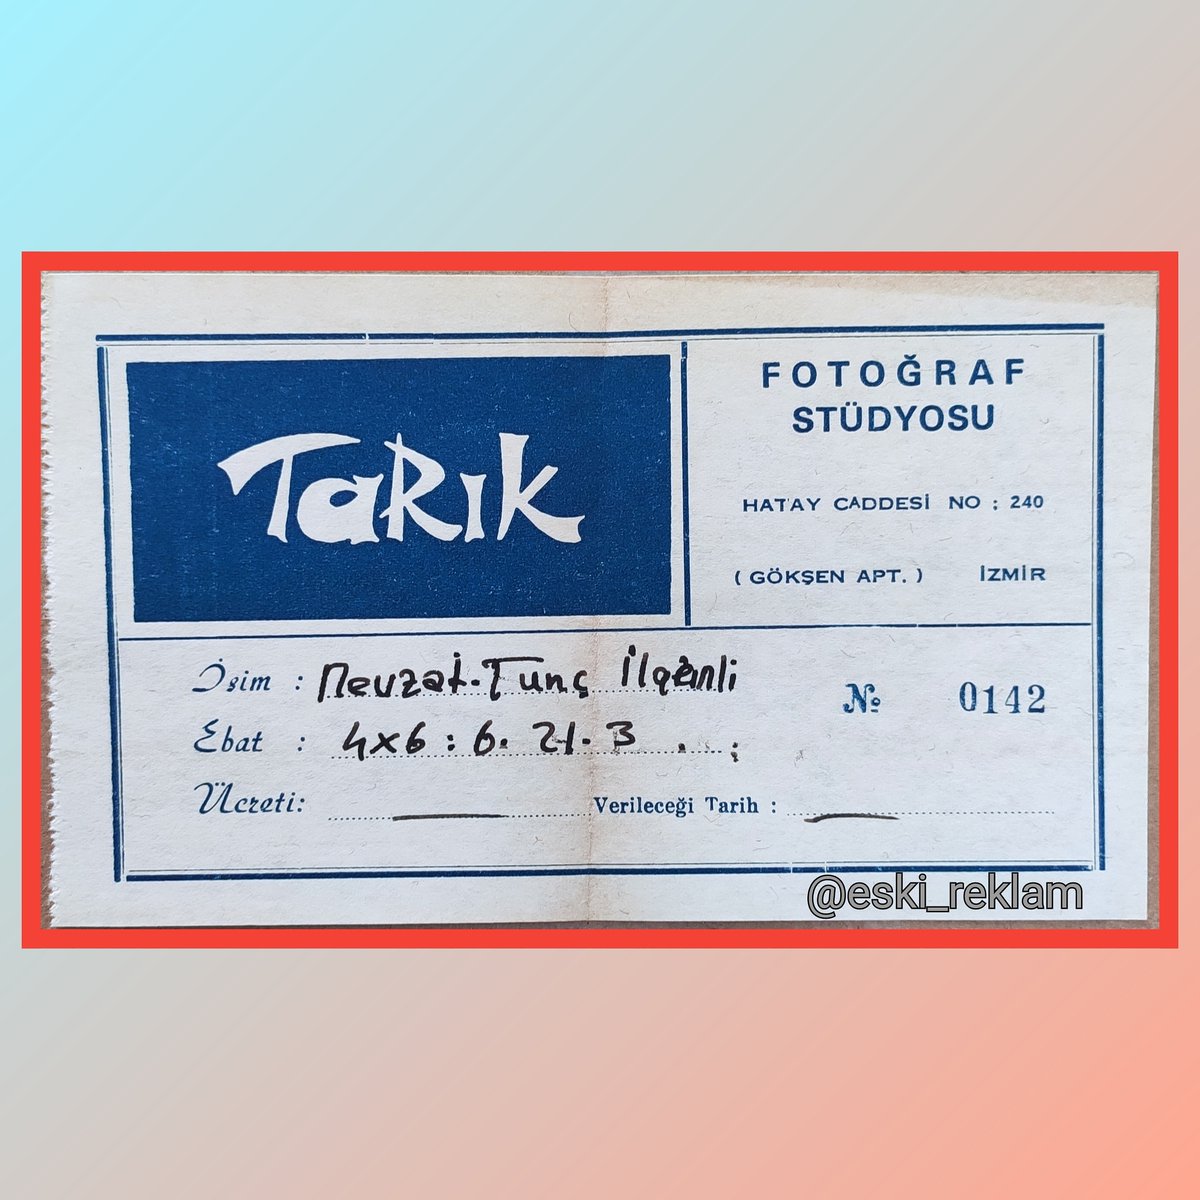 TaRık
FOTOĞRAF
STÜDYOSU
HATAY CADDESİ NO ; 240
( GÖKŞEN APT. ) İZMİR
İsim : Nevzat-Tunç
№ 0142
Ebat : 4x6 : 6. 21.3
Ücreti: Verileceği Tarih :
@eski_reklam